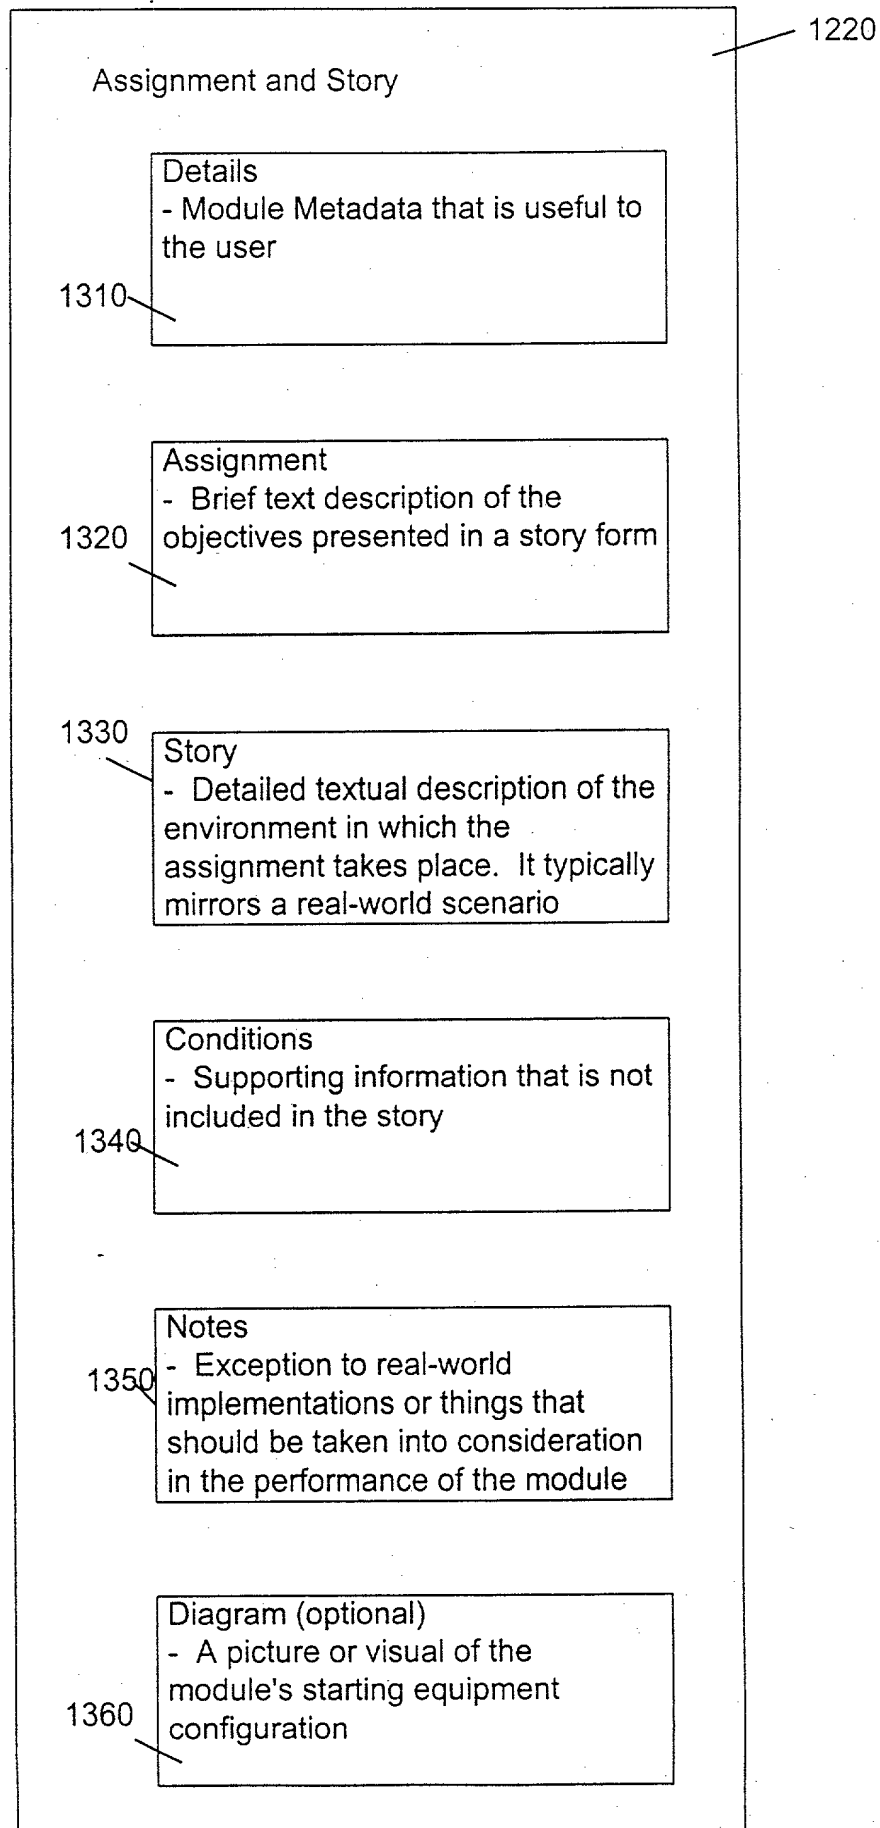 1220
Assignment and Story
Details
- Module Metadata that is useful to
the user
1310
Assignment
- Brief text description of the
objectives presented in a story form
1320
1330
Story
- Detailed textual description of the
environment in which the
assignment takes place. It typically
mirrors a real-world scenario
Conditions
- Supporting information that is not
included in the story
1340
Notes
- Exception to real-world
1350
implementations or things that
should be taken into consideration
in the performance of the module
Diagram (optional)
- A picture or visual of the
module's starting equipment
configuration
1360